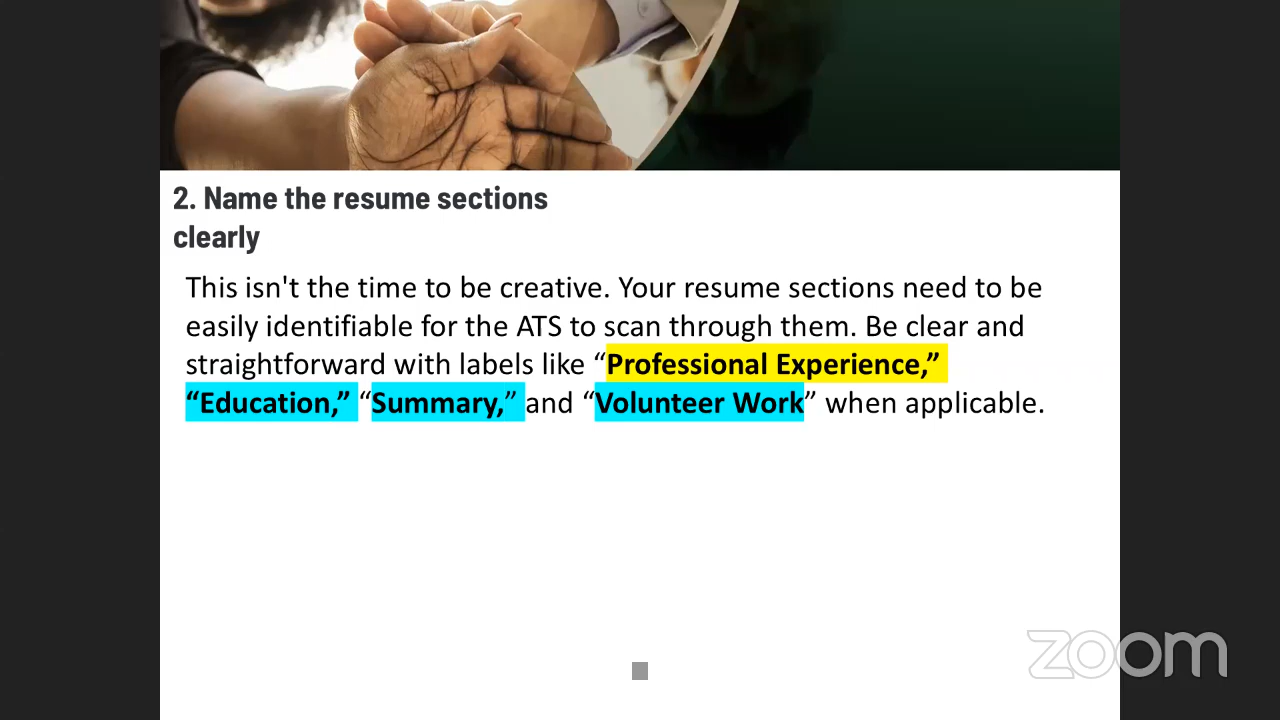 2. Name the resume sections
clearly
This isn't the time to be creative. Your resume sections need to be
easily identifiable for the ATS to scan through them. Be clear and
straightforward with labels like “Professional Experience,”
“Education,” “Summary,” and “Volunteer Work” when applicable.
zoom